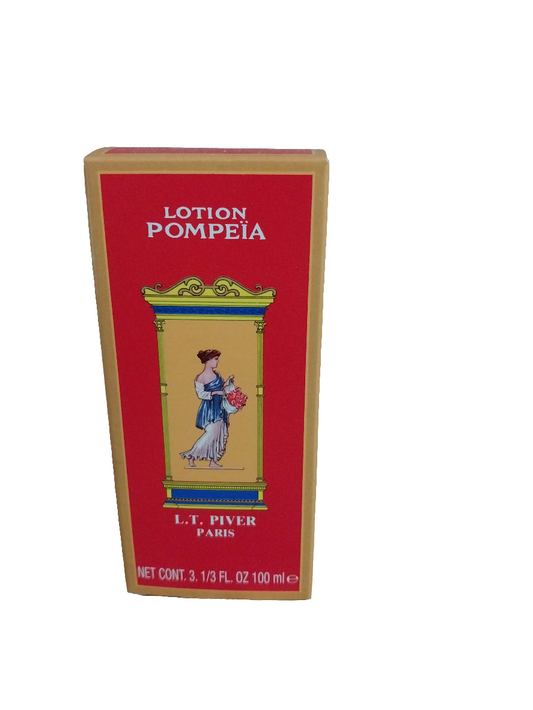 LOTION
POMPEÏA
L.T. PIVER
PARIS
NET CONT. 3. 1/3 FL. OZ 100 ml ℮